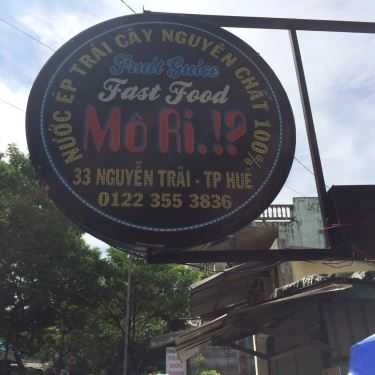 NƯỚC ÉP TRÁI CÂY NGUYÊN CHẤT 100%
Fruit Juice
Fast Food
Mô Ri.!?
33 NGUYỄN TRÃI - TP HUẾ
0122 355 3836